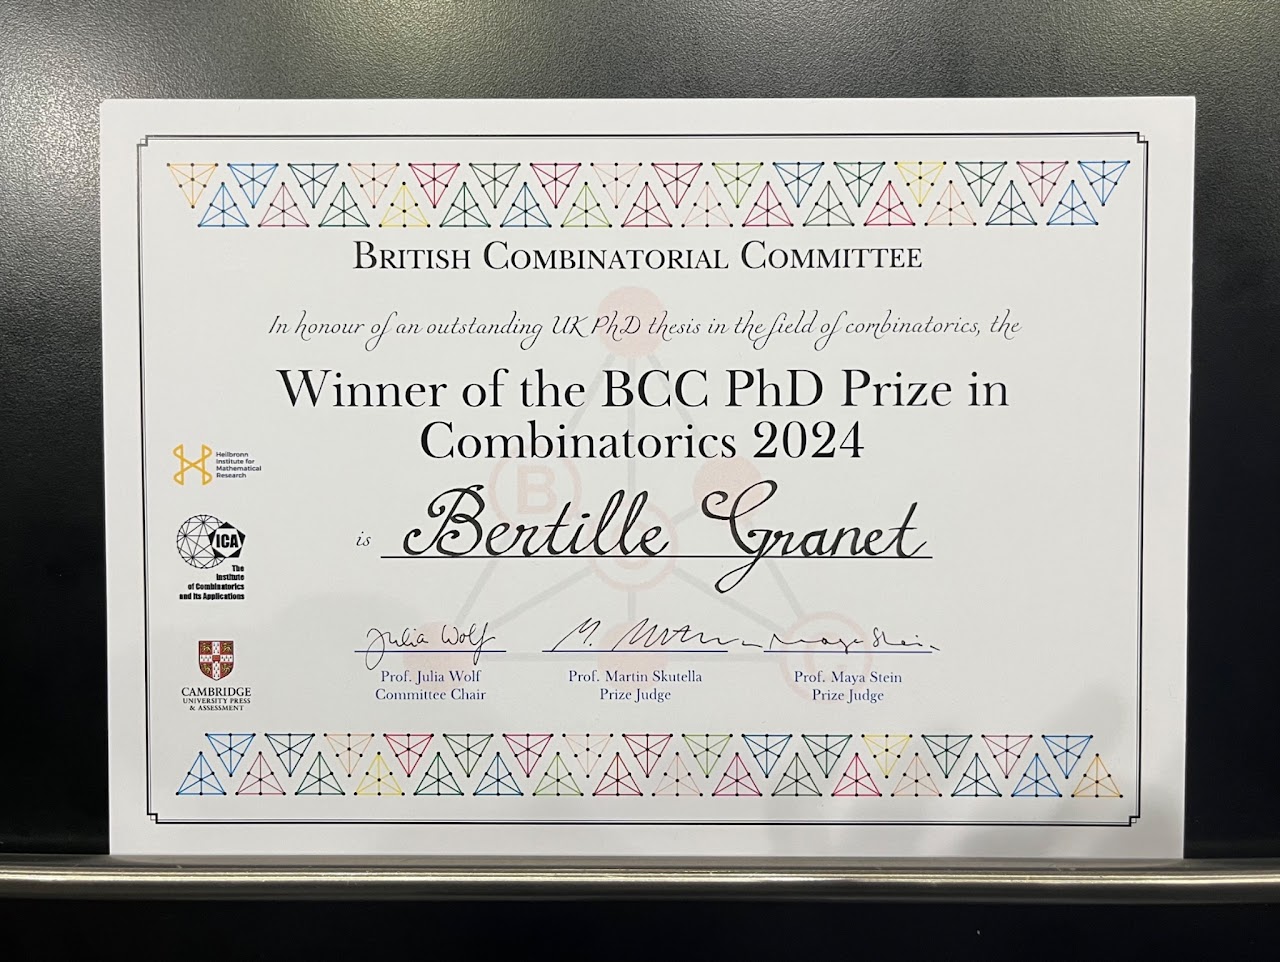 BRITISH COMBINATORIAL COMMITTEE
In honour of an outstanding UK PhD thesis in the field of combinatorics, the
Winner of the BCC PhD Prize in
Combinatorics 2024
is Bertille Granet
Heilbronn
Institute for
Mathematical
Research
ICA
The
Institute
of Combinatorics
and its Applications
CAMBRIDGE
UNIVERSITY PRESS
& ASSESSMENT
B
C
C
Julia Wolf
Prof. Julia Wolf
Committee Chair
Prof. Martin Skutella
Prize Judge
Maya Stein
Prof. Maya Stein
Prize Judge